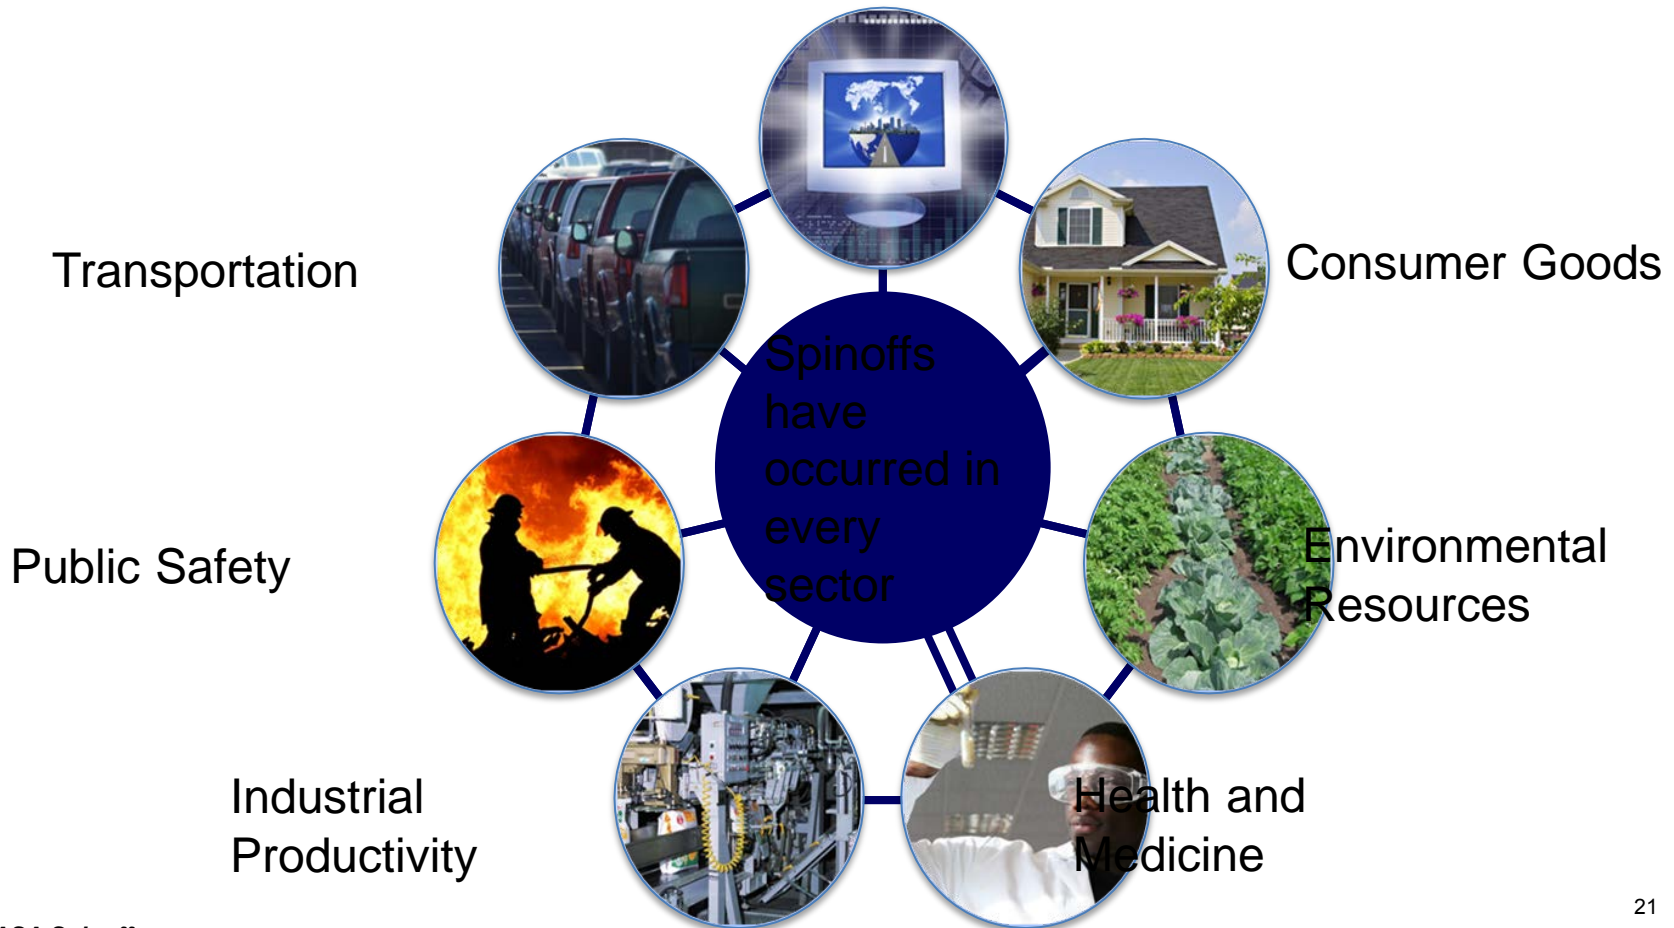 Transportation
Consumer Goods
Spinoffs
have
occurred in
every
sector
Public Safety
Environmental
Resources
Industrial
Productivity
Health and
Medicine
21